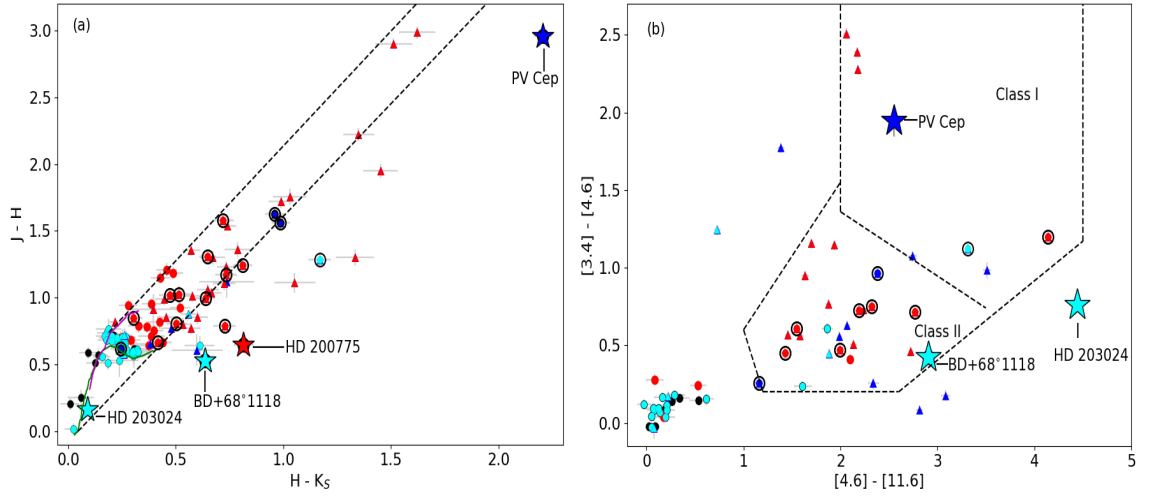 (a)
PV Cep
HD 200775
BD+68°1118
HD 203024
J - H
3.0
2.5
2.0
1.5
1.0
0.5
0.0
0.0 0.5 1.0 1.5 2.0
H - K_S
(b)
Class I
PV Cep
Class II
BD+68°1118
HD 203024
[3.4] - [4.6]
2.5
2.0
1.5
1.0
0.5
0.0
0 1 2 3 4 5
[4.6] - [11.6]